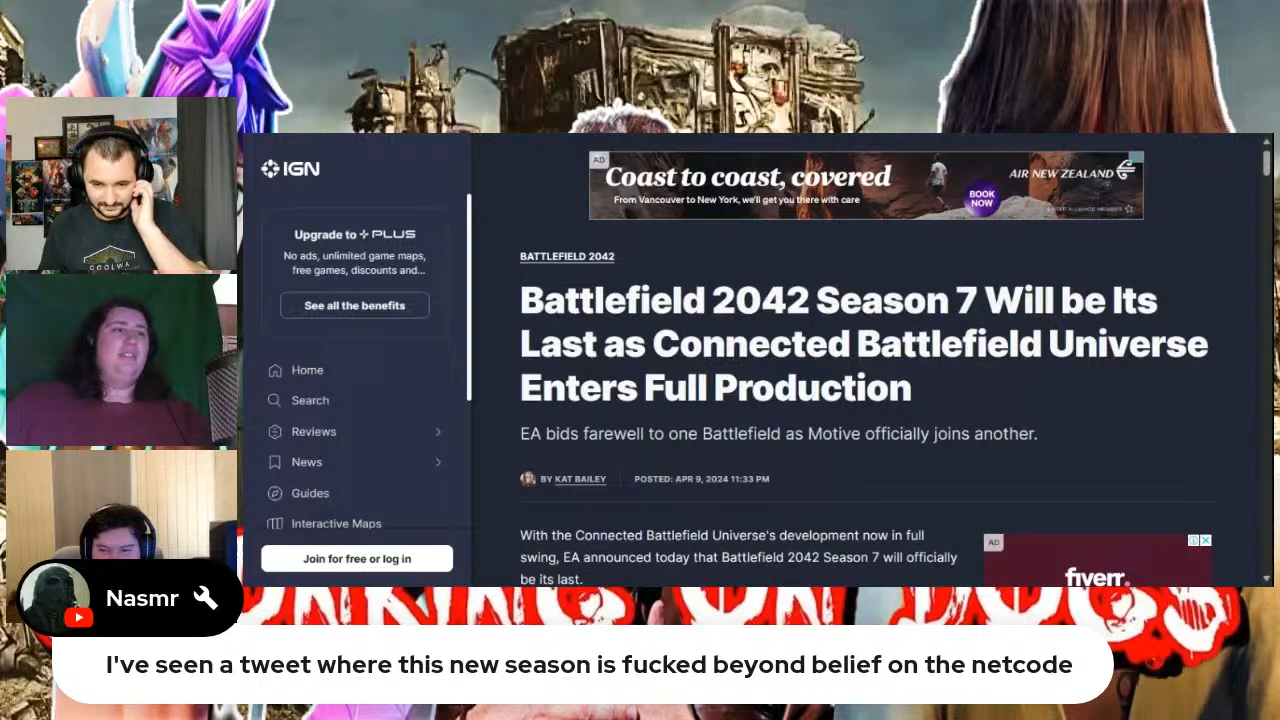 IGN
Upgrade to + PLUS
No ads, unlimited game maps,
free games, discounts and...
See all the benefits
Home
Search
Reviews
News
Guides
Interactive Maps
Join for free or log in
AD
Coast to coast, covered
From Vancouver to New York, we'll get you there with care
BOOK
NOW
AIR NEW ZEALAND
A STAR ALLIANCE MEMBER
BATTLEFIELD 2042
Battlefield 2042 Season 7 Will be Its
Last as Connected Battlefield Universe
Enters Full Production
EA bids farewell to one Battlefield as Motive officially joins another.
BY KAT BAILEY
POSTED: APR 9, 2024 11:33 PM
With the Connected Battlefield Universe's development now in full
swing, EA announced today that Battlefield 2042 Season 7 will officially
be its last.
AD
fiverr.
Nasmr
I've seen a tweet where this new season is fucked beyond belief on the netcode